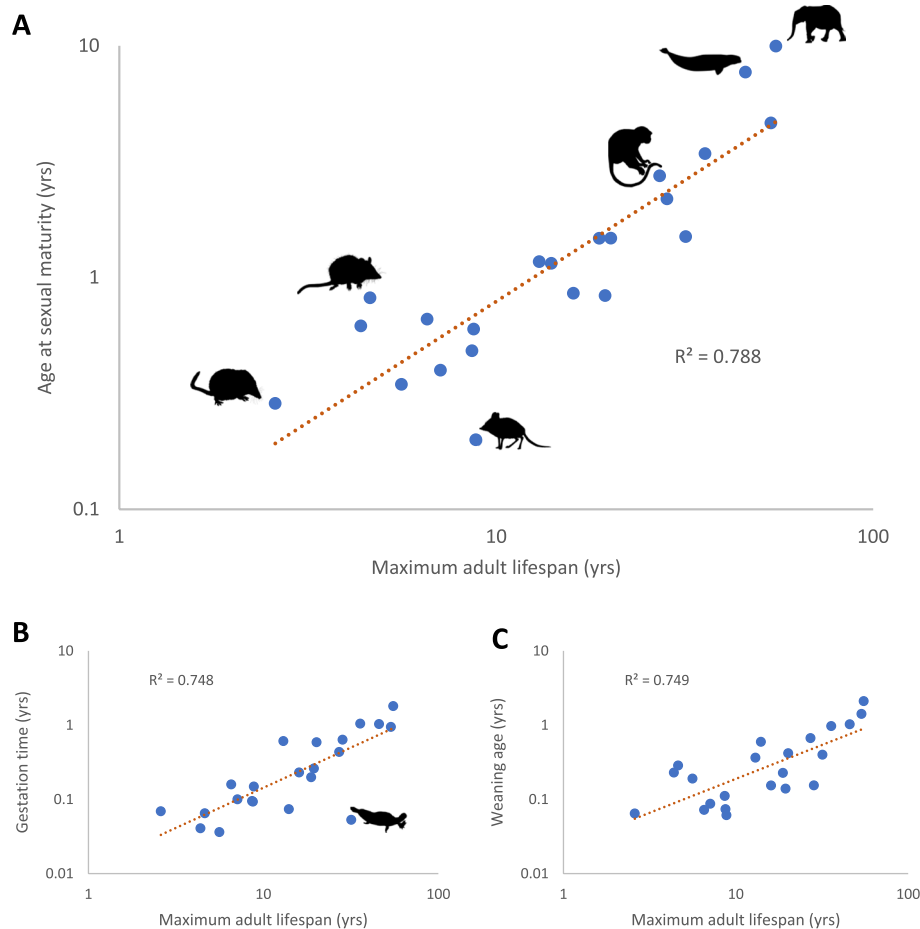 A
10
1
0.1
Age at sexual maturity (yrs)
R² = 0.788
1
10
100
Maximum adult lifespan (yrs)
B
10
1
0.1
0.01
Gestation time (yrs)
R² = 0.748
1
10
100
Maximum adult lifespan (yrs)
C
10
1
0.1
0.01
Weaning age (yrs)
R² = 0.749
1
10
100
Maximum adult lifespan (yrs)